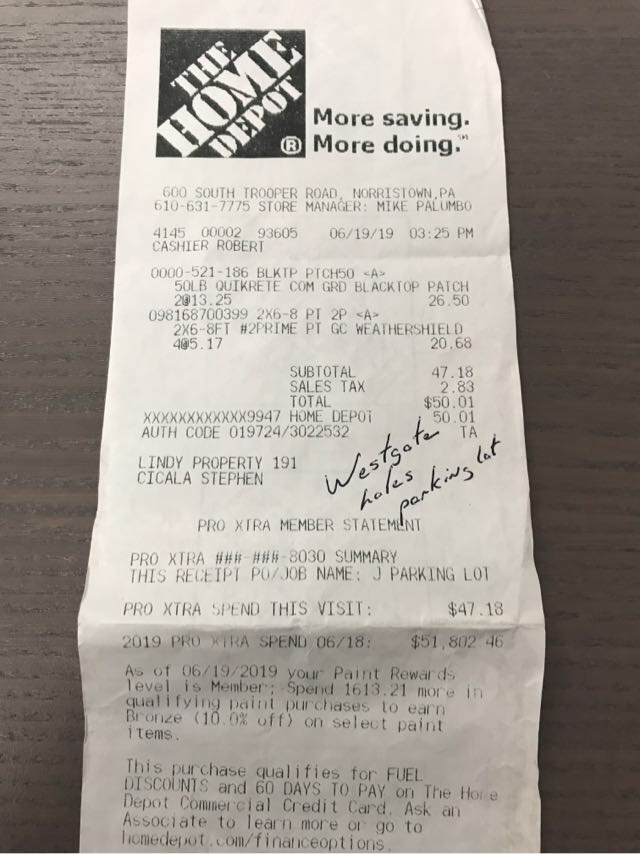 THE
HOME
DEPOT
®
More saving.
More doing.℠
600 SOUTH TROOPER ROAD, NORRISTOWN,PA
610-631-7775 STORE MANAGER: MIKE PALUMBO
4145 00002 93605 06/19/19 03:25 PM
CASHIER ROBERT
0000-521-186 BLKTP PTCH50 <A>
50LB QUIKRETE COM GRD BLACKTOP PATCH
2@13.25 26.50
098168700399 2X6-8 PT 2P <A>
2X6-8FT #2PRIME PT GC WEATHERSHIELD
4@5.17 20.68
SUBTOTAL 47.18
SALES TAX 2.83
TOTAL $50.01
XXXXXXXXXXXX9947 HOME DEPOT 50.01
AUTH CODE 019724/3022532 TA
LINDY PROPERTY 191
CICALA STEPHEN
Westgate
holes
parking lot
PRO XTRA MEMBER STATEMENT
PRO XTRA ###-###-8030 SUMMARY
THIS RECEIPT PO/JOB NAME: J PARKING LOT
PRO XTRA SPEND THIS VISIT: $47.18
2019 PRO XTRA SPEND 06/18: $51,802.46
As of 06/19/2019 your Paint Rewards
level is Member; Spend 1613.21 more in
qualifying paint purchases to earn
Bronze (10.0% off) on select paint
items.
This purchase qualifies for FUEL
DISCOUNTS and 60 DAYS TO PAY on The Home
Depot Commercial Credit Card. Ask an
Associate to learn more or go to
homedepot.com/financeoptions.